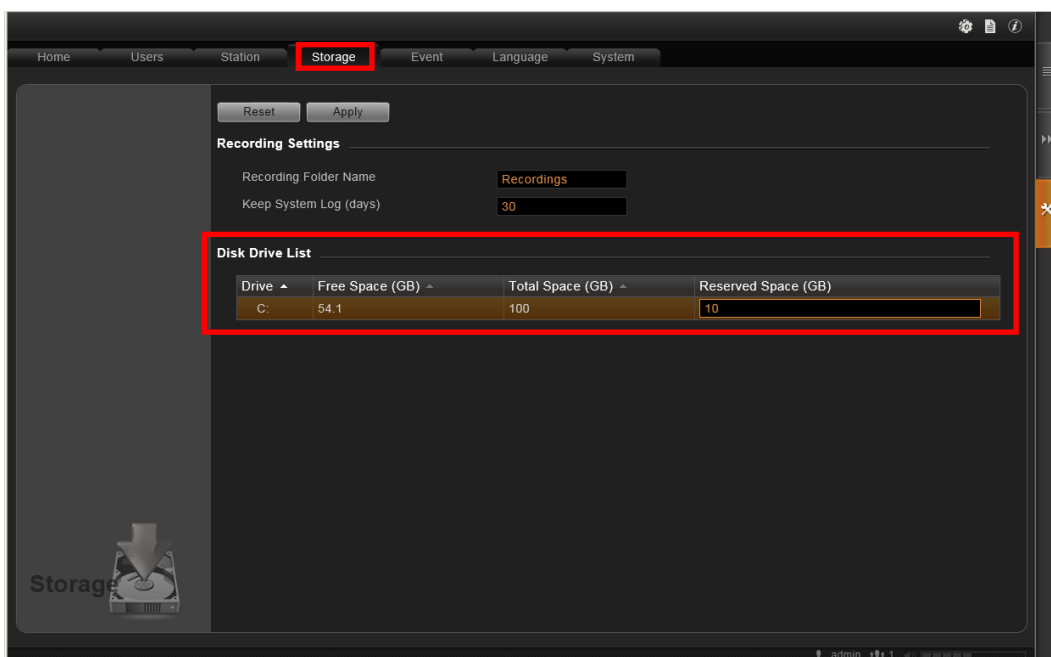 Home Users Station Storage Event Language System
Reset Apply
Recording Settings
Recording Folder Name Recordings
Keep System Log (days) 30
Disk Drive List
Drive Free Space (GB) Total Space (GB) Reserved Space (GB)
C: 54.1 100 10
Storage
admin 1